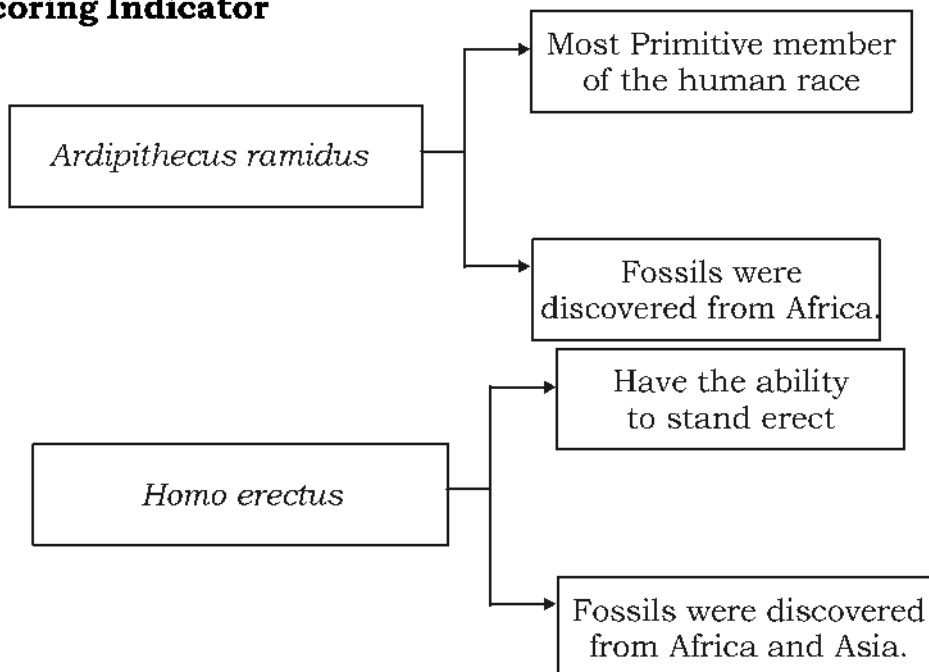 coring Indicator
Most Primitive member
of the human race
Ardipithecus ramidus
Fossils were
discovered from Africa.
Have the ability
to stand erect
Homo erectus
Fossils were discovered
from Africa and Asia.